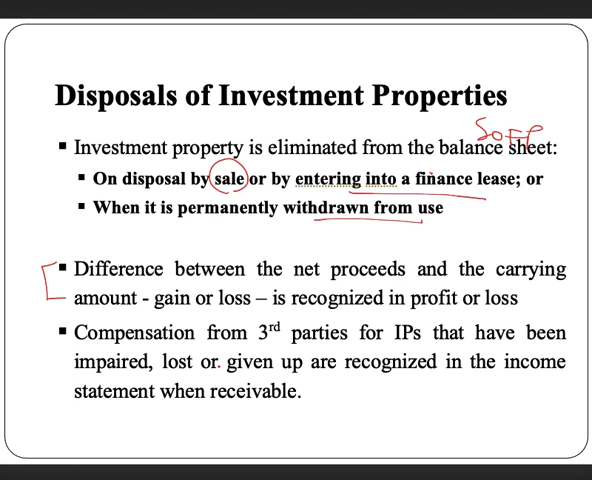 Disposals of Investment Properties
SOFP
▪ Investment property is eliminated from the balance sheet:
▪ On disposal by sale or by entering into a finance lease; or
▪ When it is permanently withdrawn from use
▪ Difference between the net proceeds and the carrying
amount - gain or loss – is recognized in profit or loss
▪ Compensation from 3rd parties for IPs that have been
impaired, lost or given up are recognized in the income
statement when receivable.